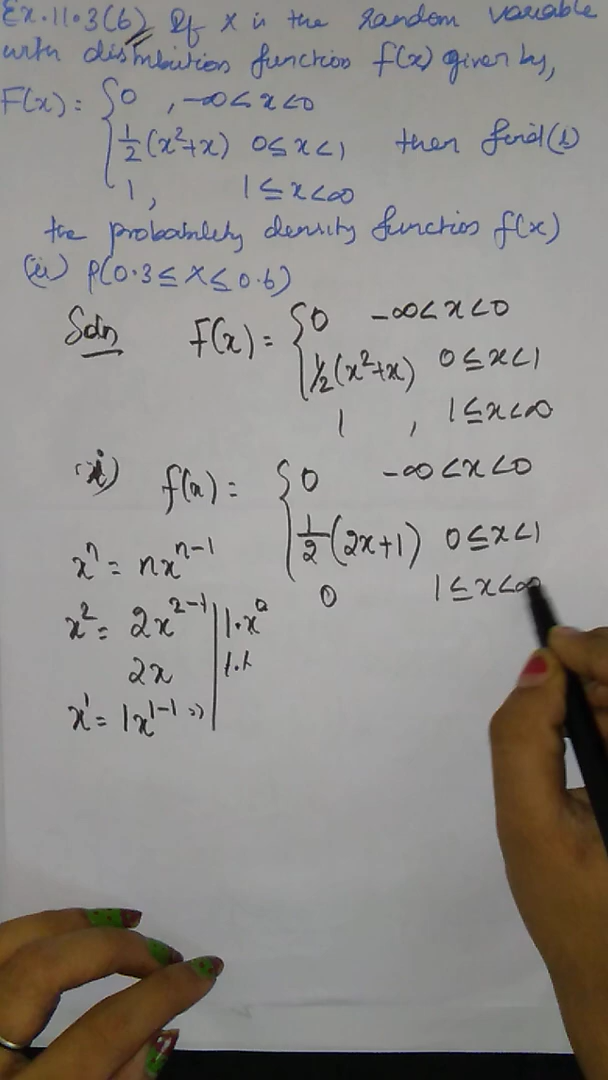 Ex.11.3(6) If X is the random variable
with distribution function f(x) given by,
F(x) = { 0 , -∞<x<0
½(x²+x) 0≤x<1 then find (i)
1 , 1≤x<∞
the probability density function f(x)
(ii) P(0.3≤X≤0.6)
Soln F(x) = { 0 -∞<x<0
½(x²+x) 0≤x<1
1 , 1≤x<∞
(i) f(x) = { 0 -∞<x<0
½(2x+1) 0≤x<1
0 1≤x<∞
xⁿ = nxⁿ⁻¹
x² = 2x²⁻¹ | 1·x⁰
2x | 1·1
x¹ = 1x¹⁻¹ ⇒